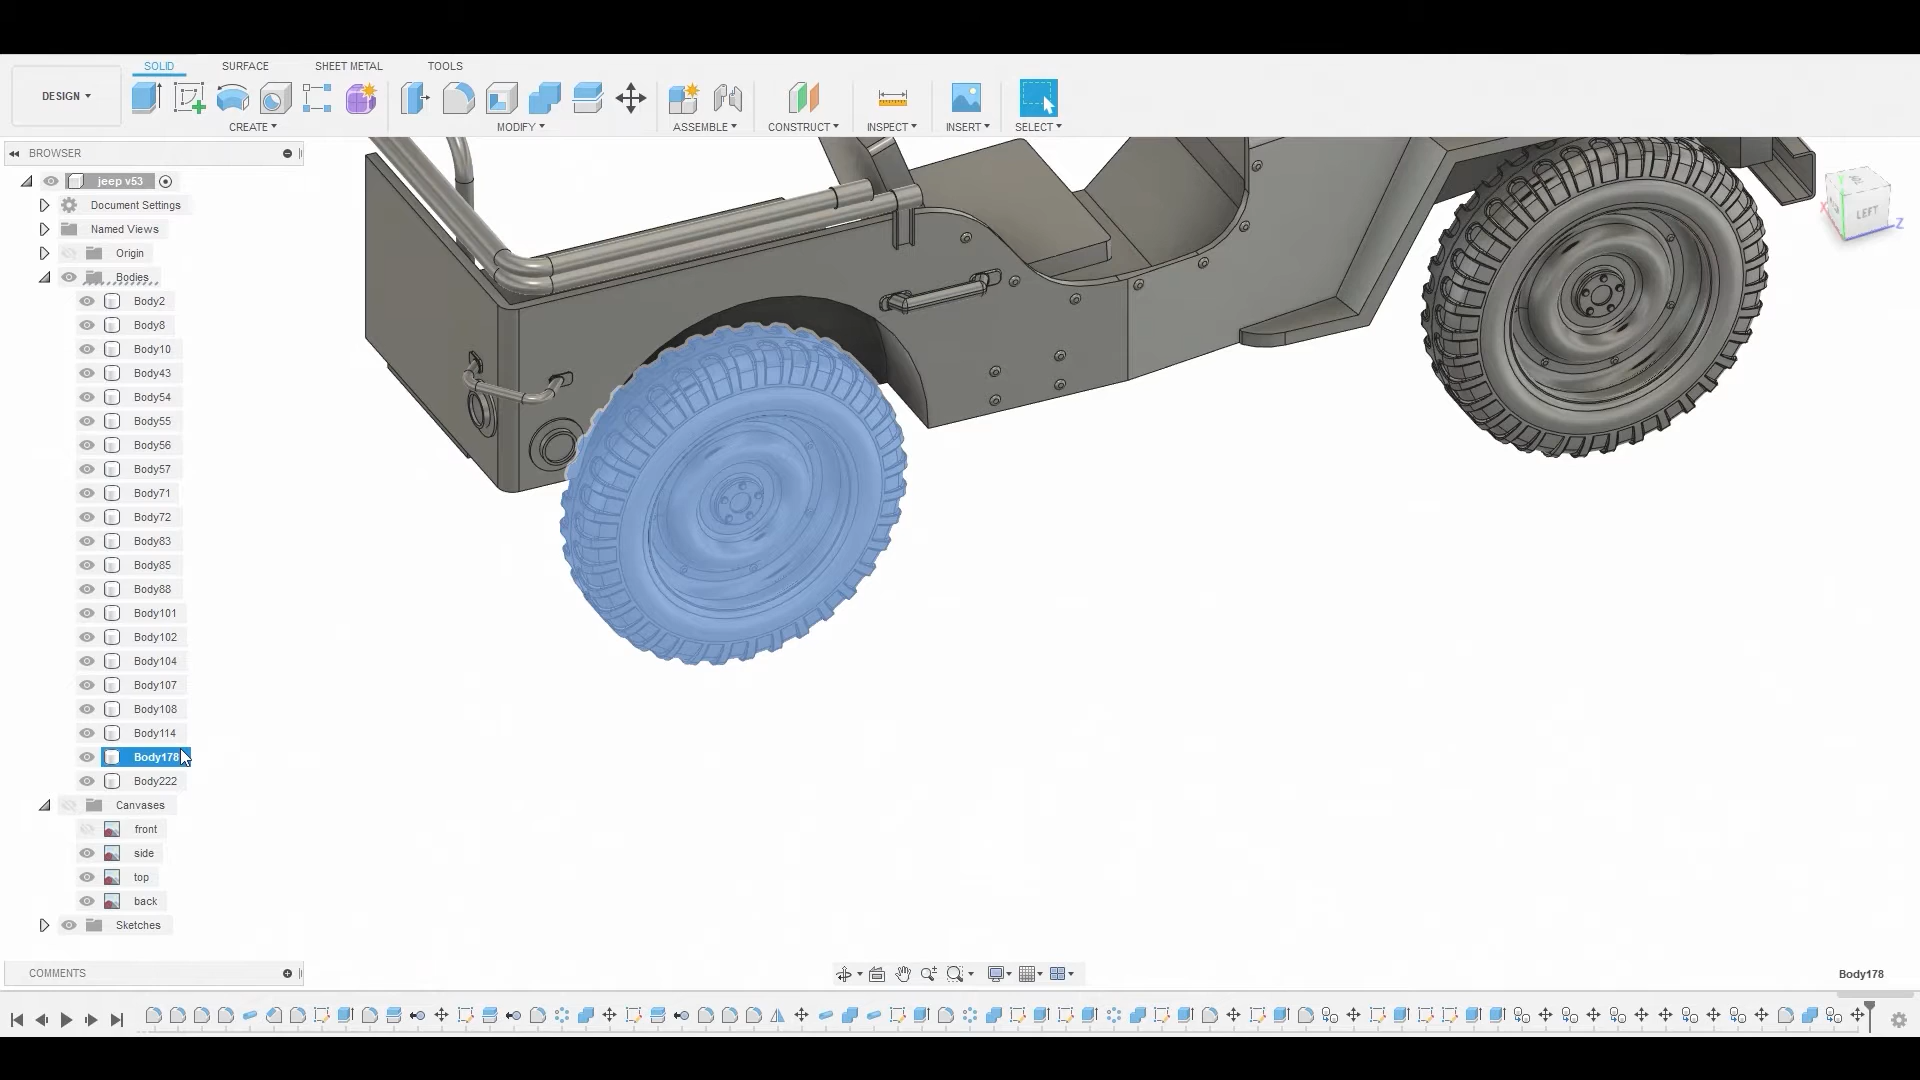 SOLID SURFACE SHEET METAL TOOLS
DESIGN
CREATE MODIFY ASSEMBLE CONSTRUCT INSPECT INSERT SELECT
BROWSER
jeep v53
Document Settings
Named Views
Origin
Bodies
Body2
Body8
Body10
Body43
Body54
Body55
Body56
Body57
Body71
Body72
Body83
Body85
Body88
Body101
Body102
Body104
Body107
Body108
Body114
Body178
Body222
Canvases
front
side
top
back
Sketches
COMMENTS
LEFT
Y
X
Z
Body178